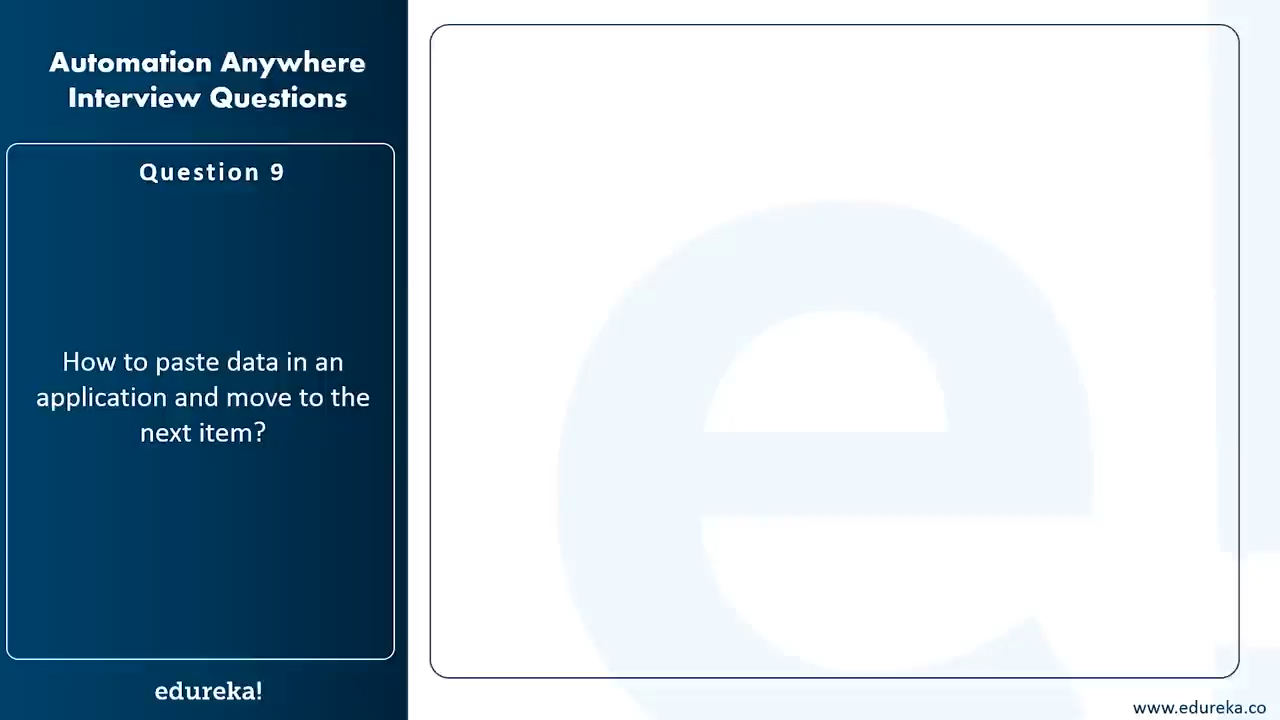 Automation Anywhere
Interview Questions
Question 9
How to paste data in an
application and move to the
next item?
edureka!
www.edureka.co